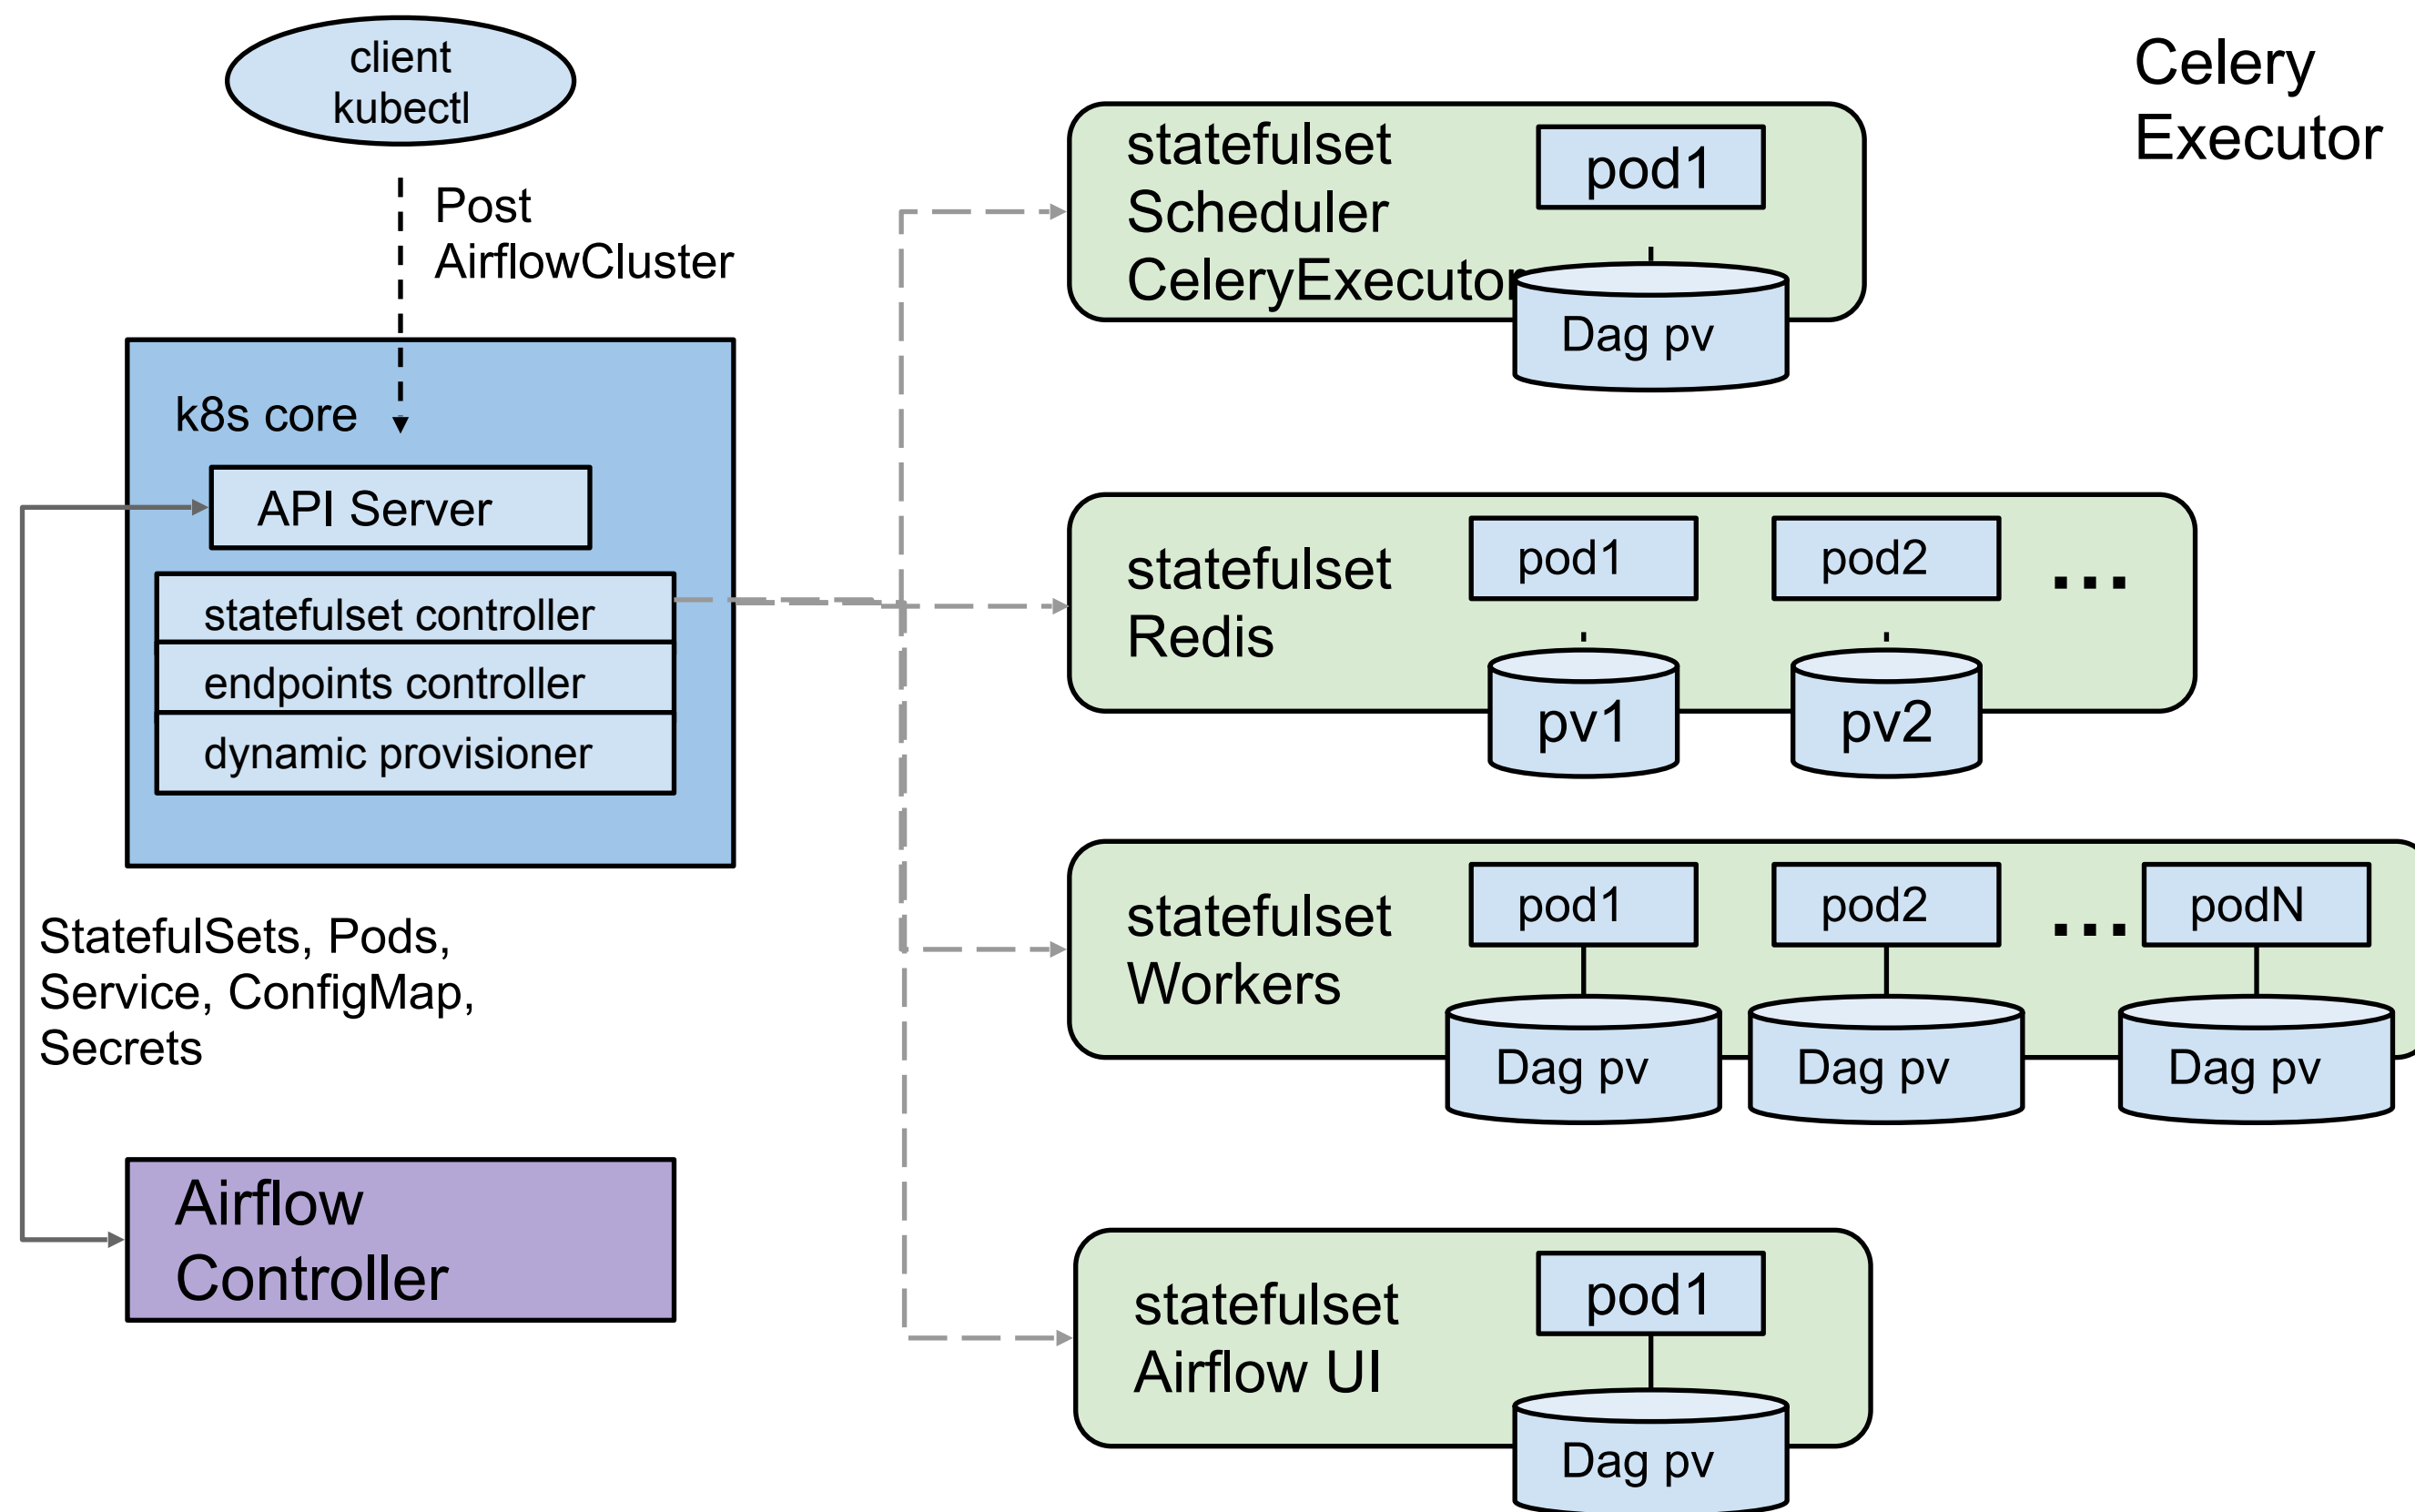 client
kubectl
Post
AirflowCluster
k8s core
API Server
statefulset controller
endpoints controller
dynamic provisioner
StatefulSets, Pods,
Service, ConfigMap,
Secrets
Airflow
Controller
Celery
Executor
statefulset
Scheduler
CeleryExecutor
pod1
Dag pv
statefulset
Redis
pod1
pod2
...
pv1
pv2
statefulset
Workers
pod1
pod2
...
podN
Dag pv
Dag pv
Dag pv
statefulset
Airflow UI
pod1
Dag pv